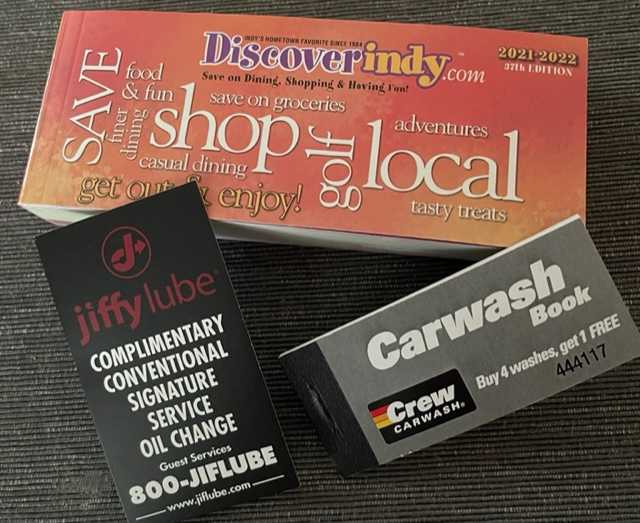 INDY'S HOMETOWN FAVORITE SINCE 1984
Discoverindy.com™
2021-2022
37th EDITION
Save on Dining, Shopping & Having Fun!
SAVE
food
& fun
finer
dining
save on groceries
shop
casual dining
golf
adventures
local
get out & enjoy!
tasty treats
jiffy lube®
COMPLIMENTARY
CONVENTIONAL
SIGNATURE
SERVICE
OIL CHANGE
Guest Services
800-JIFLUBE
www.jiflube.com
Carwash
Book
Buy 4 washes, get 1 FREE
444117
Crew
CARWASH®